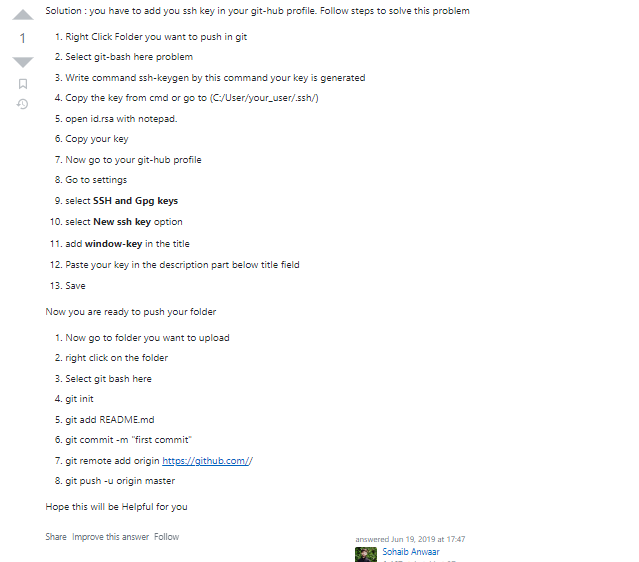 Solution : you have to add you ssh key in your git-hub profile. Follow steps to solve this problem
1
1. Right Click Folder you want to push in git
2. Select git-bash here problem
3. Write command ssh-keygen by this command your key is generated
4. Copy the key from cmd or go to (C:/User/your_user/.ssh/)
5. open id.rsa with notepad.
6. Copy your key
7. Now go to your git-hub profile
8. Go to settings
9. select SSH and Gpg keys
10. select New ssh key option
11. add window-key in the title
12. Paste your key in the description part below title field
13. Save
Now you are ready to push your folder
1. Now go to folder you want to upload
2. right click on the folder
3. Select git bash here
4. git init
5. git add README.md
6. git commit -m "first commit"
7. git remote add origin https://github.com//
8. git push -u origin master
Hope this will be Helpful for you
Share Improve this answer Follow
answered Jun 19, 2019 at 17:47
Sohaib Anwaar